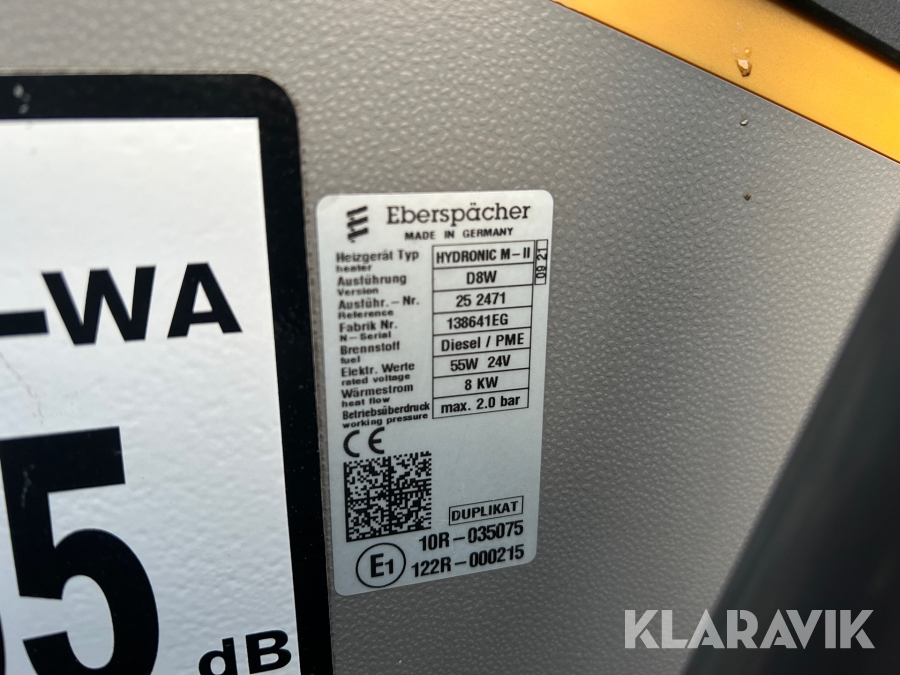 -WA
5
dB
Eberspächer
MADE IN GERMANY
Heizgerät Typ HYDRONIC M-II
heater
09 21
Ausführung D8W
Version
Ausführ.-Nr. 25 2471
Reference
Fabrik Nr. 138641EG
N-Serial
Brennstoff Diesel / PME
fuel
Elektr. Werte 55W 24V
rated voltage
Wärmestrom 8 KW
heat flow
Betriebsüberdruck max. 2.0 bar
working pressure
CE
DUPLIKAT
E1
10R-035075
122R-000215
KLARAVIK